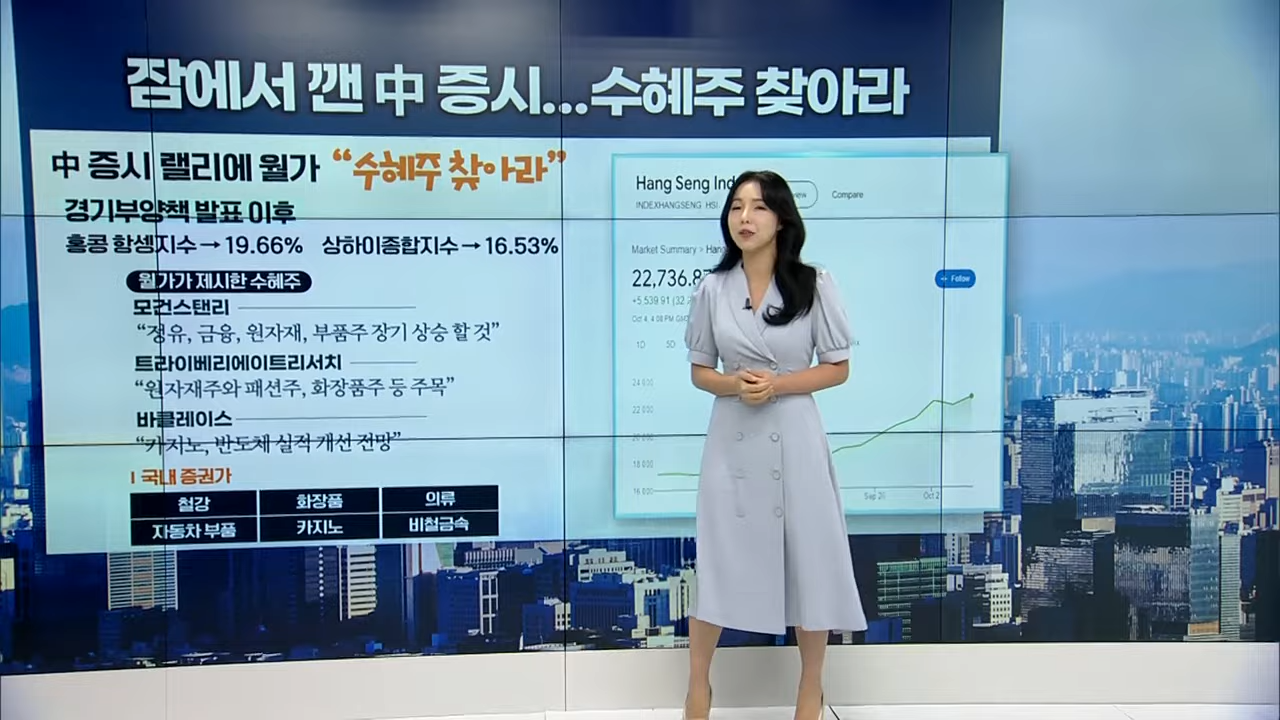 잠에서 깬 中 증시...수혜주 찾아라
中 증시 랠리에 월가 “수혜주 찾아라”
경기부양책 발표 이후
홍콩 항셍지수→19.66% 상하이종합지수→16.53%
월가가 제시한 수혜주
모건스탠리
“정유, 금융, 원자재, 부품주 장기 상승 할 것”
트라이베리에이트리서치
“원자재주와 패션주, 화장품주 등 주목”
바클레이스
“카지노, 반도체 실적 개선 전망”
국내 증권가
철강 화장품 의류
자동차 부품 카지노 비철금속
Hang Seng
INDEXHANGSENG HSI
Compare
Market Summary >
22,736.87
+ Follow
1D 5D
24 000
22 000
20 000
18 000
16 000
Sep 20 Oct 2